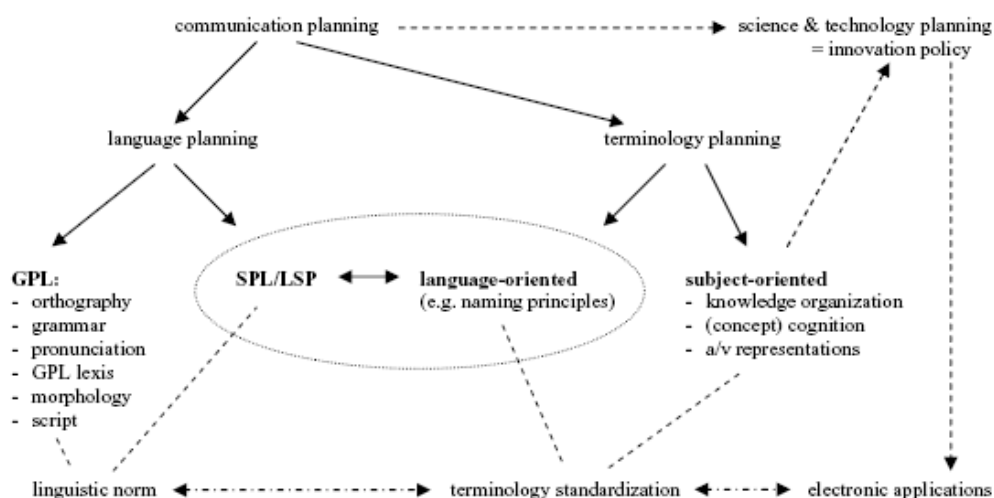 communication planning
science & technology planning
= innovation policy
language planning
terminology planning
GPL:
- orthography
- grammar
- pronunciation
- GPL lexis
- morphology
- script
SPL/LSP
language-oriented
(e.g. naming principles)
subject-oriented
- knowledge organization
- (concept) cognition
- a/v representations
linguistic norm
terminology standardization
electronic applications